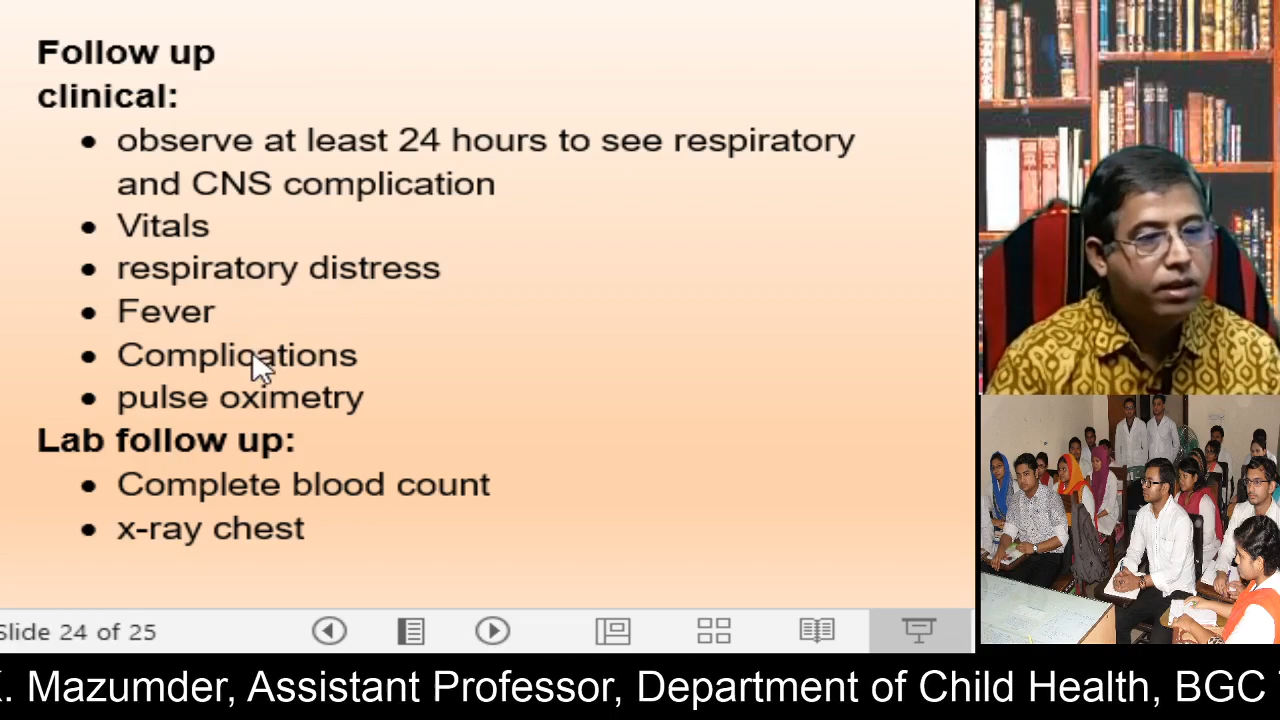 Follow up
clinical:
• observe at least 24 hours to see respiratory
and CNS complication
• Vitals
• respiratory distress
• Fever
• Complications
• pulse oximetry
Lab follow up:
• Complete blood count
• x-ray chest
Slide 24 of 25
. Mazumder, Assistant Professor, Department of Child Health, BGC